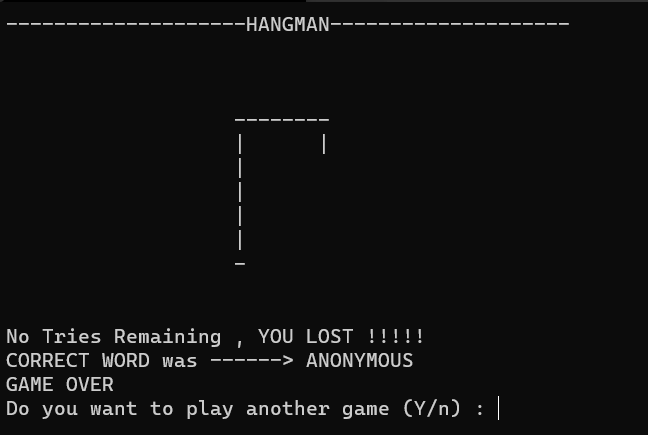 --------------------HANGMAN--------------------
--------
|      |
|
|
|
|
-
No Tries Remaining , YOU LOST !!!!!
CORRECT WORD was ------> ANONYMOUS
GAME OVER
Do you want to play another game (Y/n) :